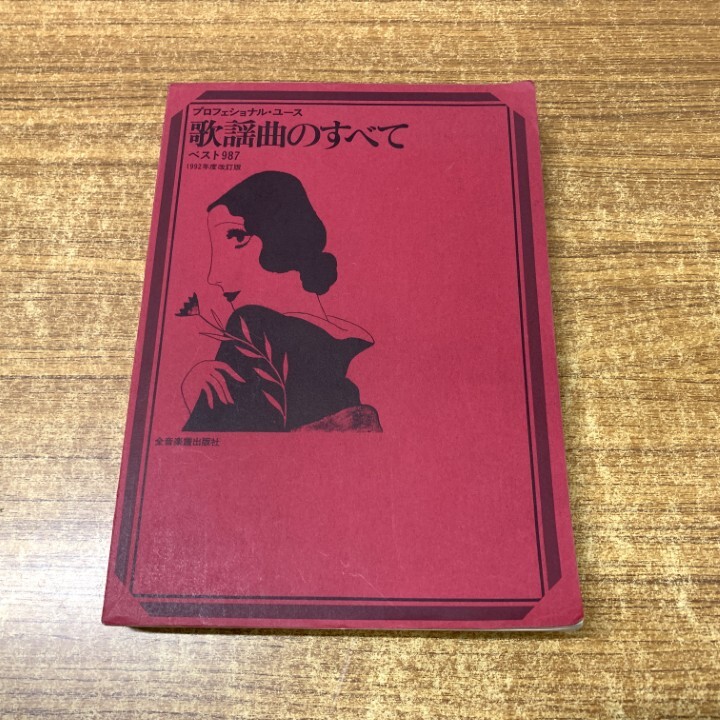 プロフェショナル・ユース
歌謡曲のすべて
ベスト987
1992年度改訂版
全音楽譜出版社